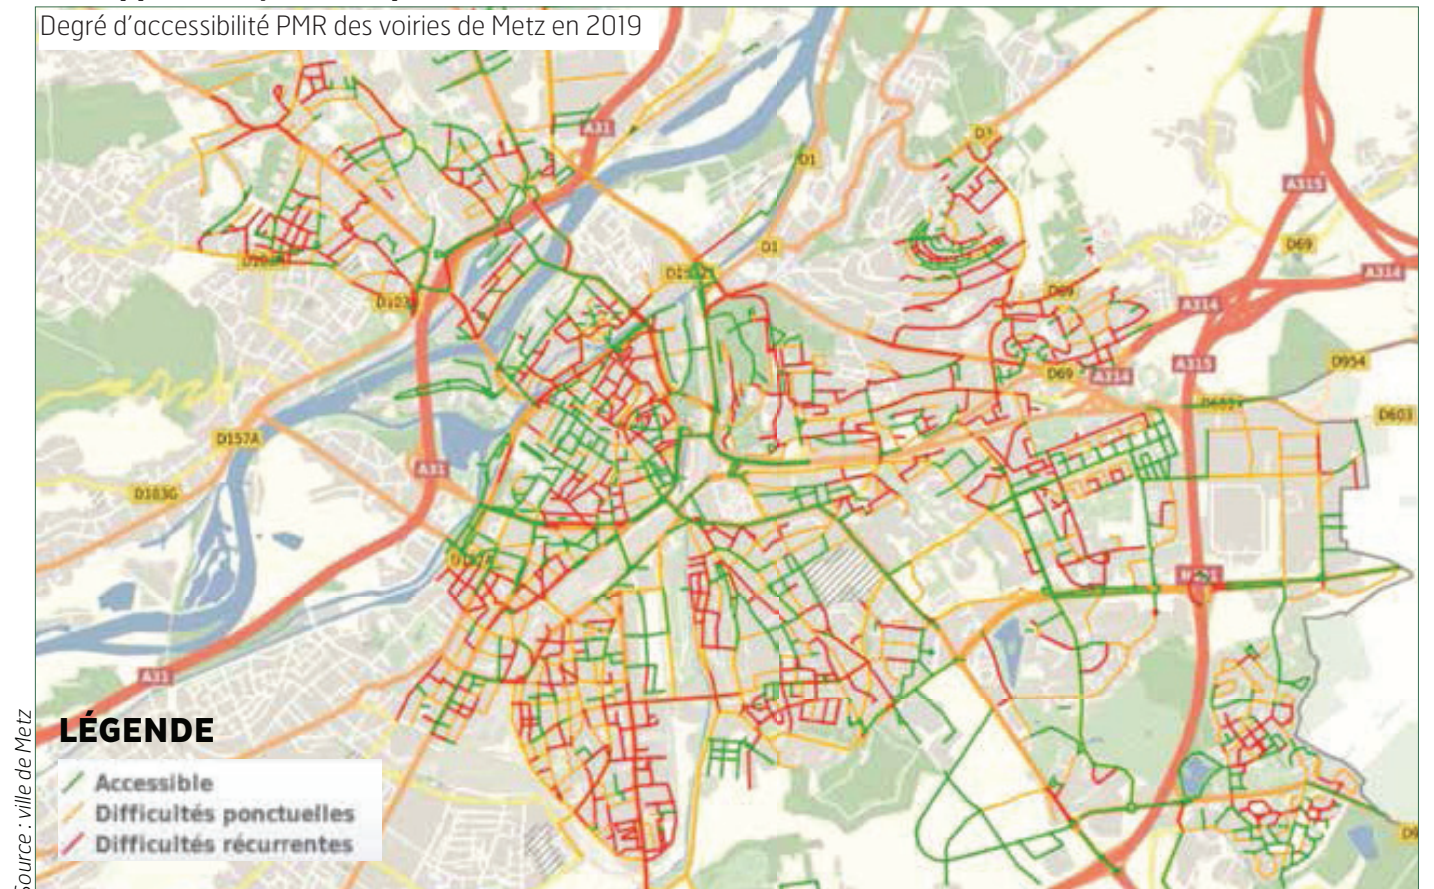 Degré d'accessibilité PMR des voiries de Metz en 2019
A31
D1
D1
D1
A315
D69
A314
D69
A314
A315
D954
D69
A314
D603
D157A
A31
D103G
A31
LÉGENDE
Accessible
Difficultés ponctuelles
Difficultés récurrentes
Source : ville de Metz